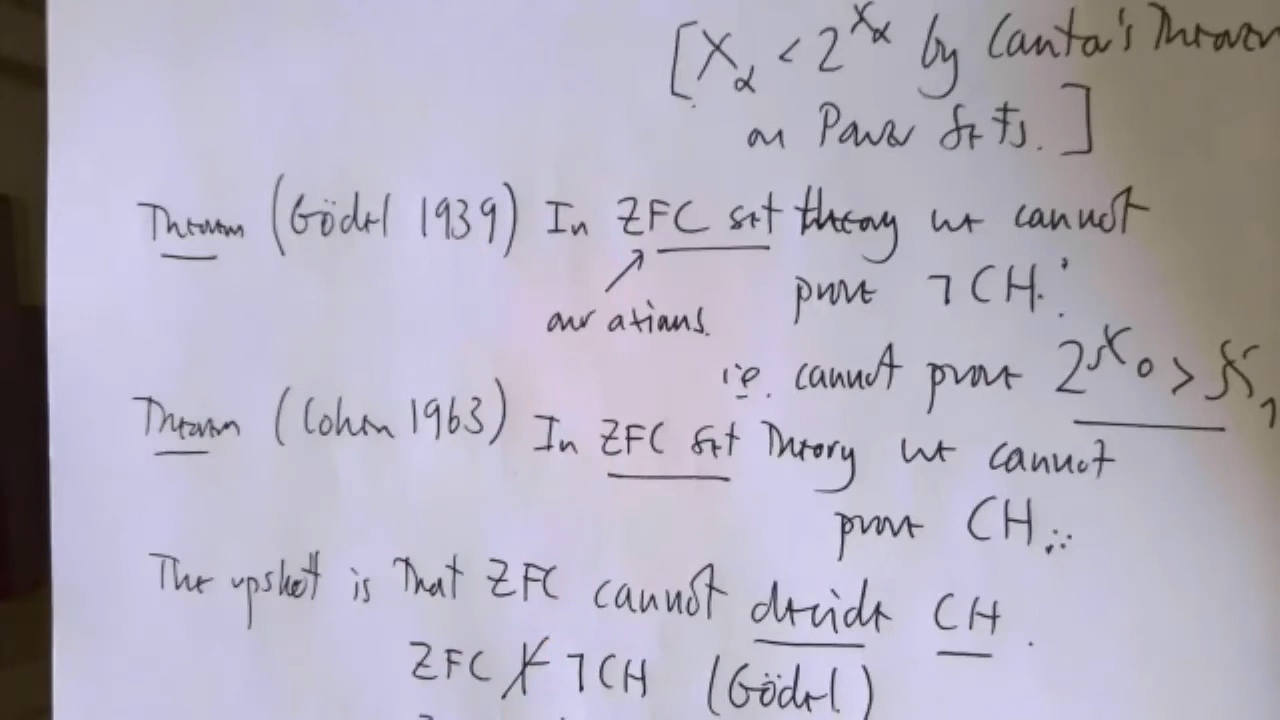 [ℵα < 2^ℵα by Cantor's Theorem
on Power Sets.]
Theorem (Gödel 1939) In ZFC set theory we cannot
prove ¬CH.
our axioms.
i.e. cannot prove 2^ℵ0 > ℵ1
Theorem (Cohen 1963) In ZFC set Theory we cannot
prove CH.
The upshot is that ZFC cannot decide CH.
ZFC ⊬ ¬CH (Gödel)